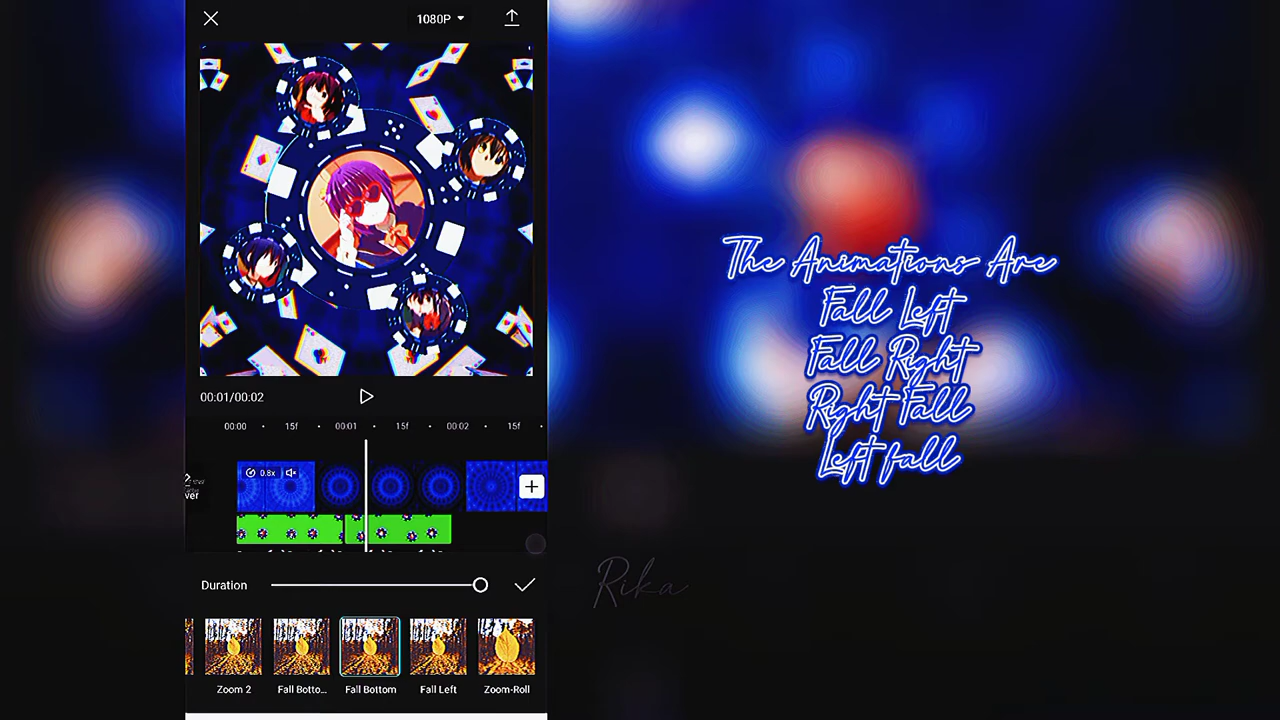 1080P
00:01/00:02
00:00 15f 00:01 15f 00:02 15f
0.8x
ver
Duration
Zoom 2 Fall Botto... Fall Bottom Fall Left Zoom-Roll
The Animations Are
Fall Left
Fall Right
Right Fall
Left fall
Rika